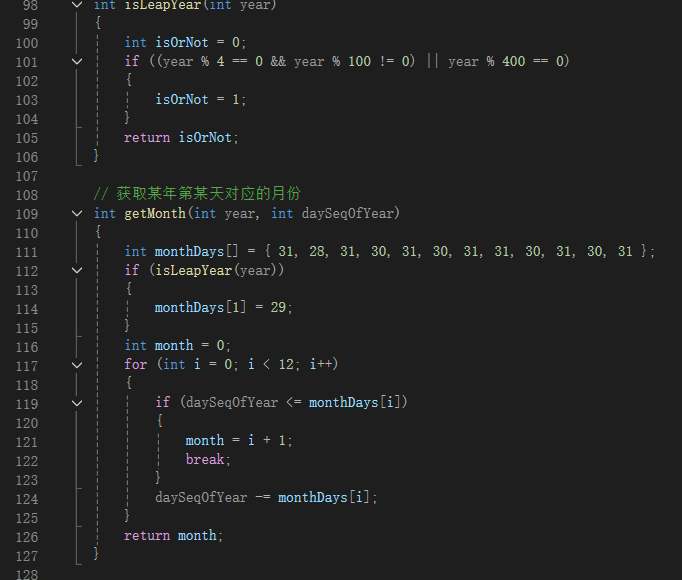 98 int isLeapYear(int year)
99 {
100 int isOrNot = 0;
101 if ((year % 4 == 0 && year % 100 != 0) || year % 400 == 0)
102 {
103 isOrNot = 1;
104 }
105 return isOrNot;
106 }
107
108 // 获取某年第某天对应的月份
109 int getMonth(int year, int daySeqOfYear)
110 {
111 int monthDays[] = { 31, 28, 31, 30, 31, 30, 31, 31, 30, 31, 30, 31 };
112 if (isLeapYear(year))
113 {
114 monthDays[1] = 29;
115 }
116 int month = 0;
117 for (int i = 0; i < 12; i++)
118 {
119 if (daySeqOfYear <= monthDays[i])
120 {
121 month = i + 1;
122 break;
123 }
124 daySeqOfYear -= monthDays[i];
125 }
126 return month;
127 }
128